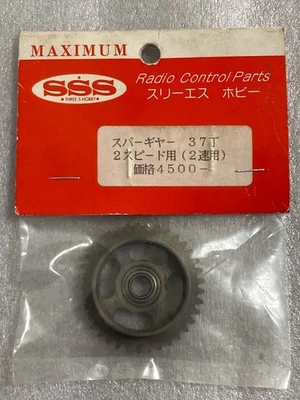 MAXIMUM
SSS
THREE S HOBBY
Radio Control Parts
スリーエス ホビー
スパーギヤー 37丁
2スピード用(2速用)
価格4500-